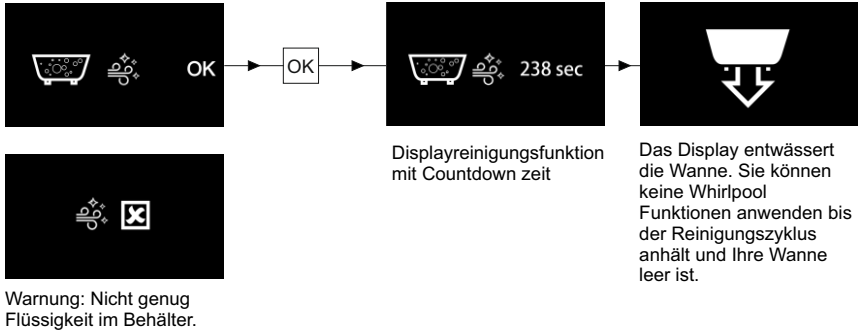 OK
OK
238 sec
Displayreinigungsfunktion
mit Countdown zeit
Das Display entwässert
die Wanne. Sie können
keine Whirlpool
Funktionen anwenden bis
der Reinigungszyklus
anhält und Ihre Wanne
leer ist.
Warnung: Nicht genug
Flüssigkeit im Behälter.